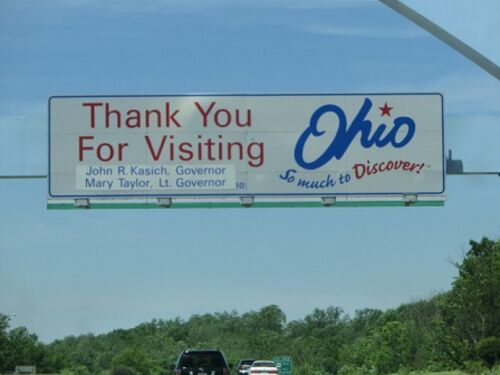 Thank You
For Visiting
John R. Kasich, Governor
Mary Taylor, Lt. Governor
Ohio
So much to Discover!